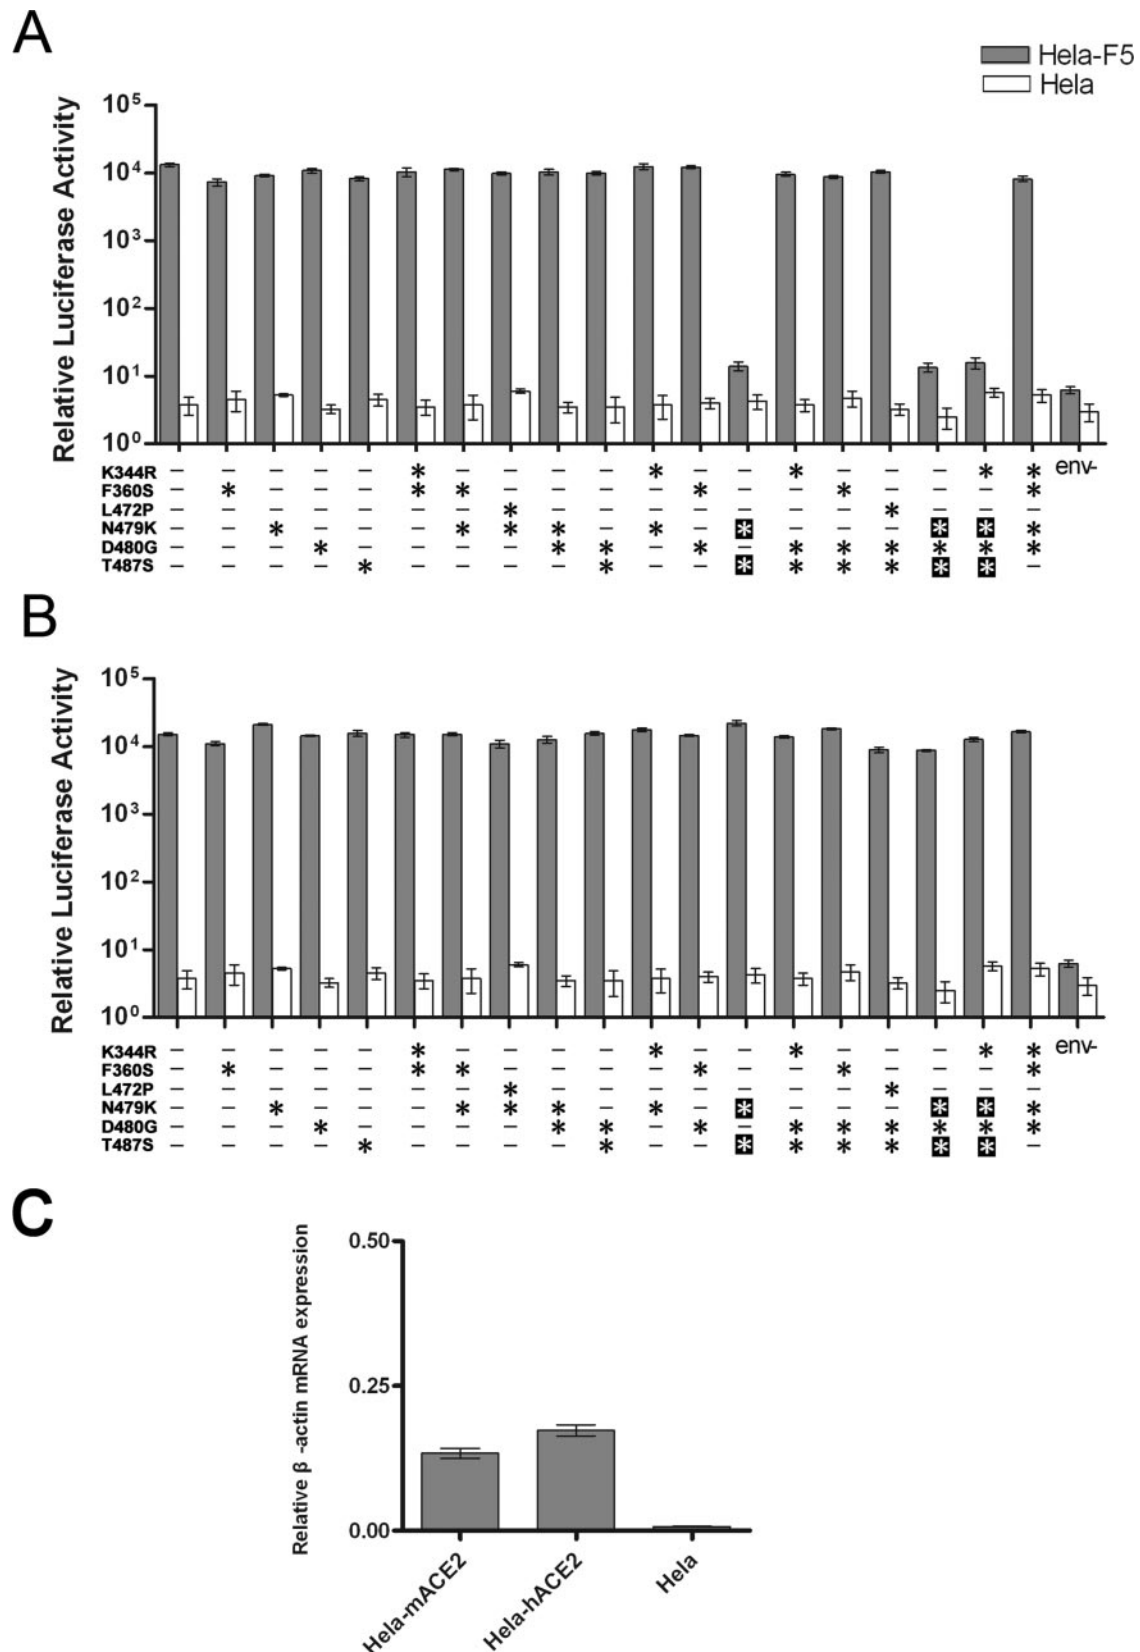 A
Hela-F5
Hela
Relative Luciferase Activity
10⁵
10⁴
10³
10²
10¹
10⁰
K344R – – – – – * – – – – * – – * – – – * * env-
F360S – * – – – * * – – – – * – – * – – – *
L472P – – – – – – – * – – – – – – – * – – –
N479K – – * – – – * * * – * – * – – – * * *
D480G – – – * – – – – * * – * – * * * * * *
T487S – – – – * – – – – * – – * * * * * * –
B
Relative Luciferase Activity
10⁵
10⁴
10³
10²
10¹
10⁰
K344R – – – – – * – – – – * – – * – – – * * env-
F360S – * – – – * * – – – – * – – * – – – *
L472P – – – – – – – * – – – – – – – * – – –
N479K – – * – – – * * * – * – * – – – * * *
D480G – – – * – – – – * * – * – * * * * * *
T487S – – – – * – – – – * – – * * * * * * –
C
Relative β -actin mRNA expression
0.50
0.25
0.00
Hela-mACE2
Hela-hACE2
Hela